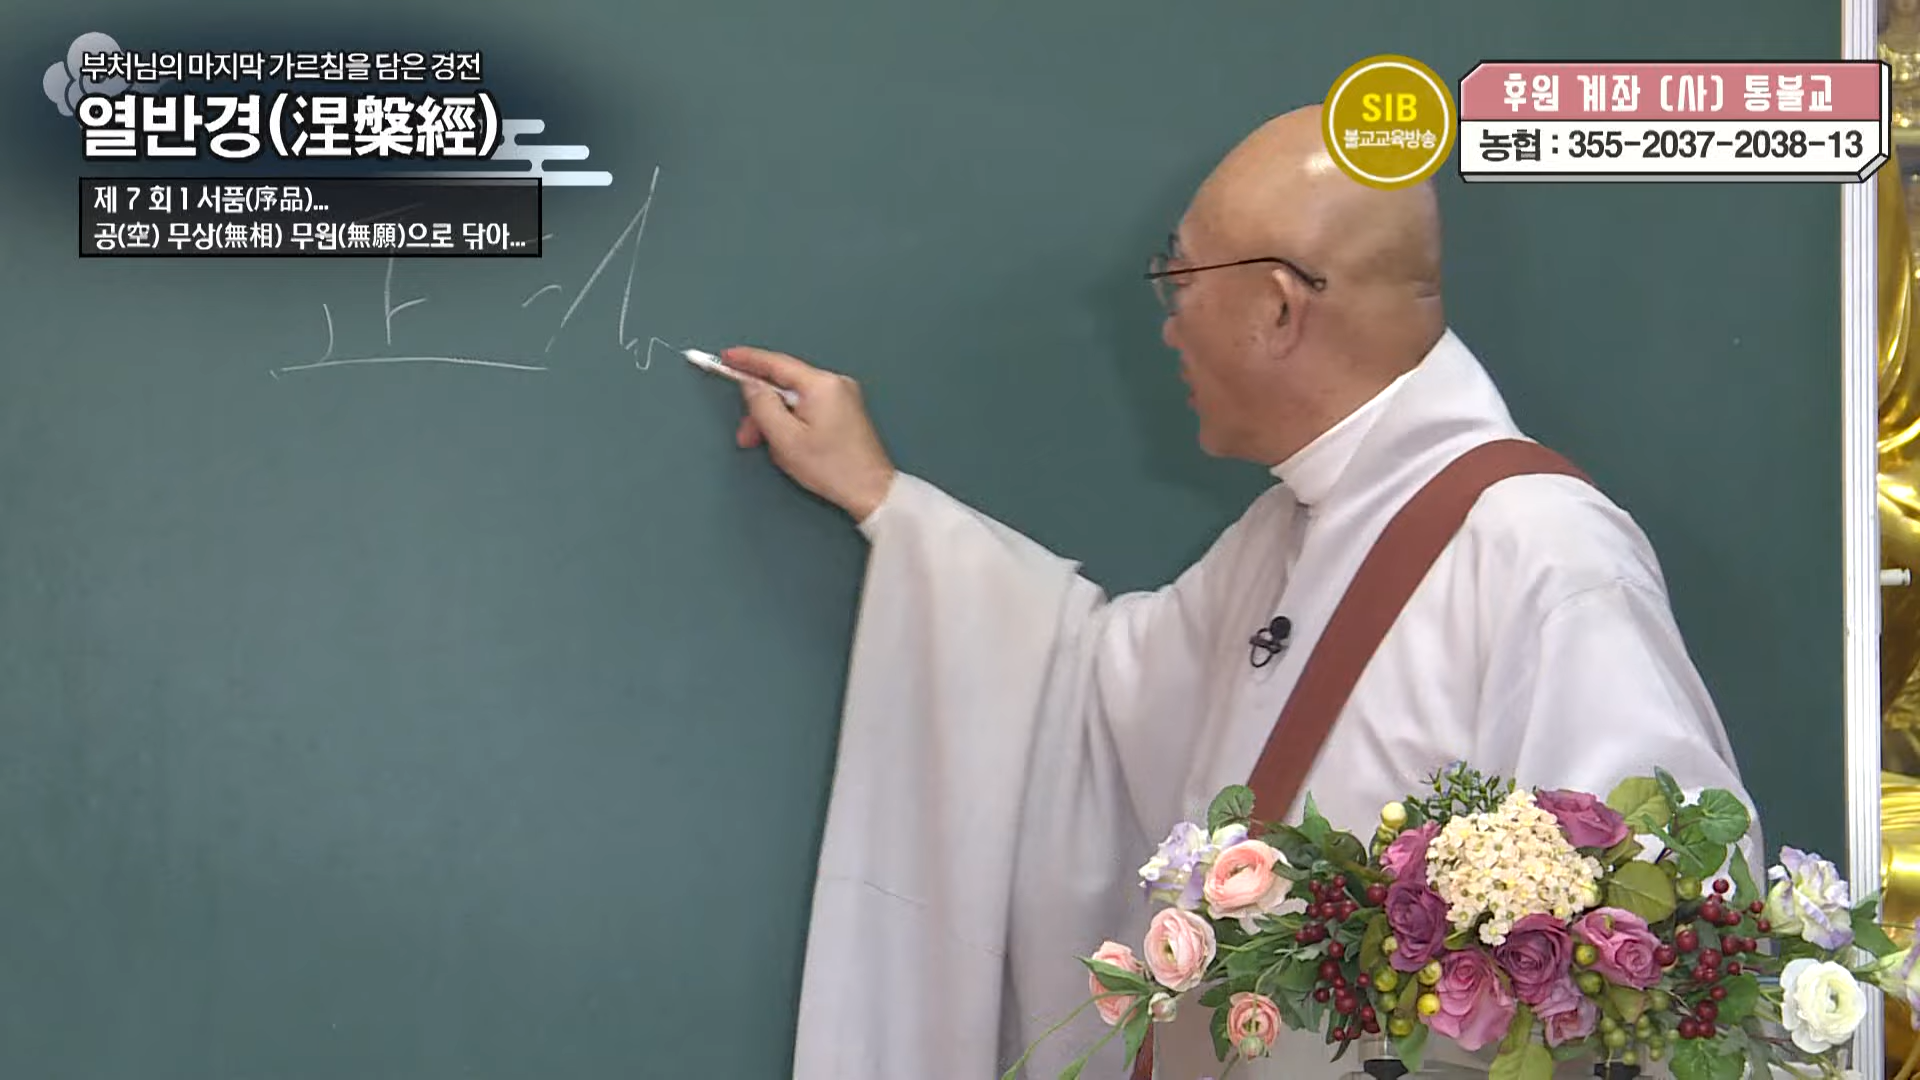 부처님의 마지막 가르침을 담은 경전
열반경(涅槃經)
제 7 회 1 서품(序品)...
공(空) 무상(無相) 무원(無願)으로 닦아...
SIB
불교교육방송
후원 계좌 (사) 통불교
농협 : 355-2037-2038-13